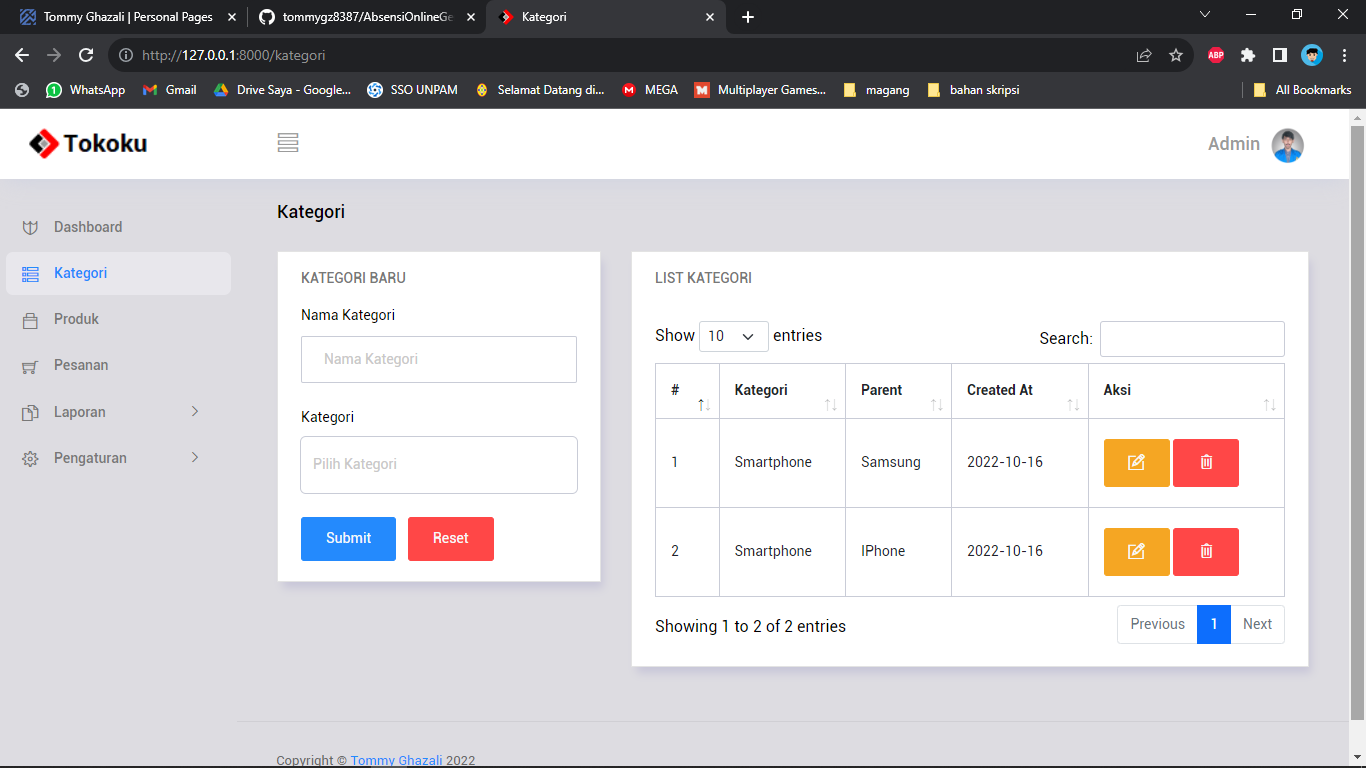 Tommy Ghazali | Personal Pages
tommygz8387/AbsensiOnlineGe
Kategori
http://127.0.0.1:8000/kategori
ABP
WhatsApp
Gmail
Drive Saya - Google...
SSO UNPAM
Selamat Datang di...
MEGA
Multiplayer Games...
magang
bahan skripsi
All Bookmarks
Tokoku
Admin
Dashboard
Kategori
Produk
Pesanan
Laporan
Pengaturan
Kategori
KATEGORI BARU
Nama Kategori
Nama Kategori
Kategori
Pilih Kategori
Submit Reset
LIST KATEGORI
Show 10 entries
Search:
# Kategori Parent Created At Aksi
1 Smartphone Samsung 2022-10-16
2 Smartphone IPhone 2022-10-16
Showing 1 to 2 of 2 entries
Previous 1 Next
Copyright © Tommy Ghazali 2022